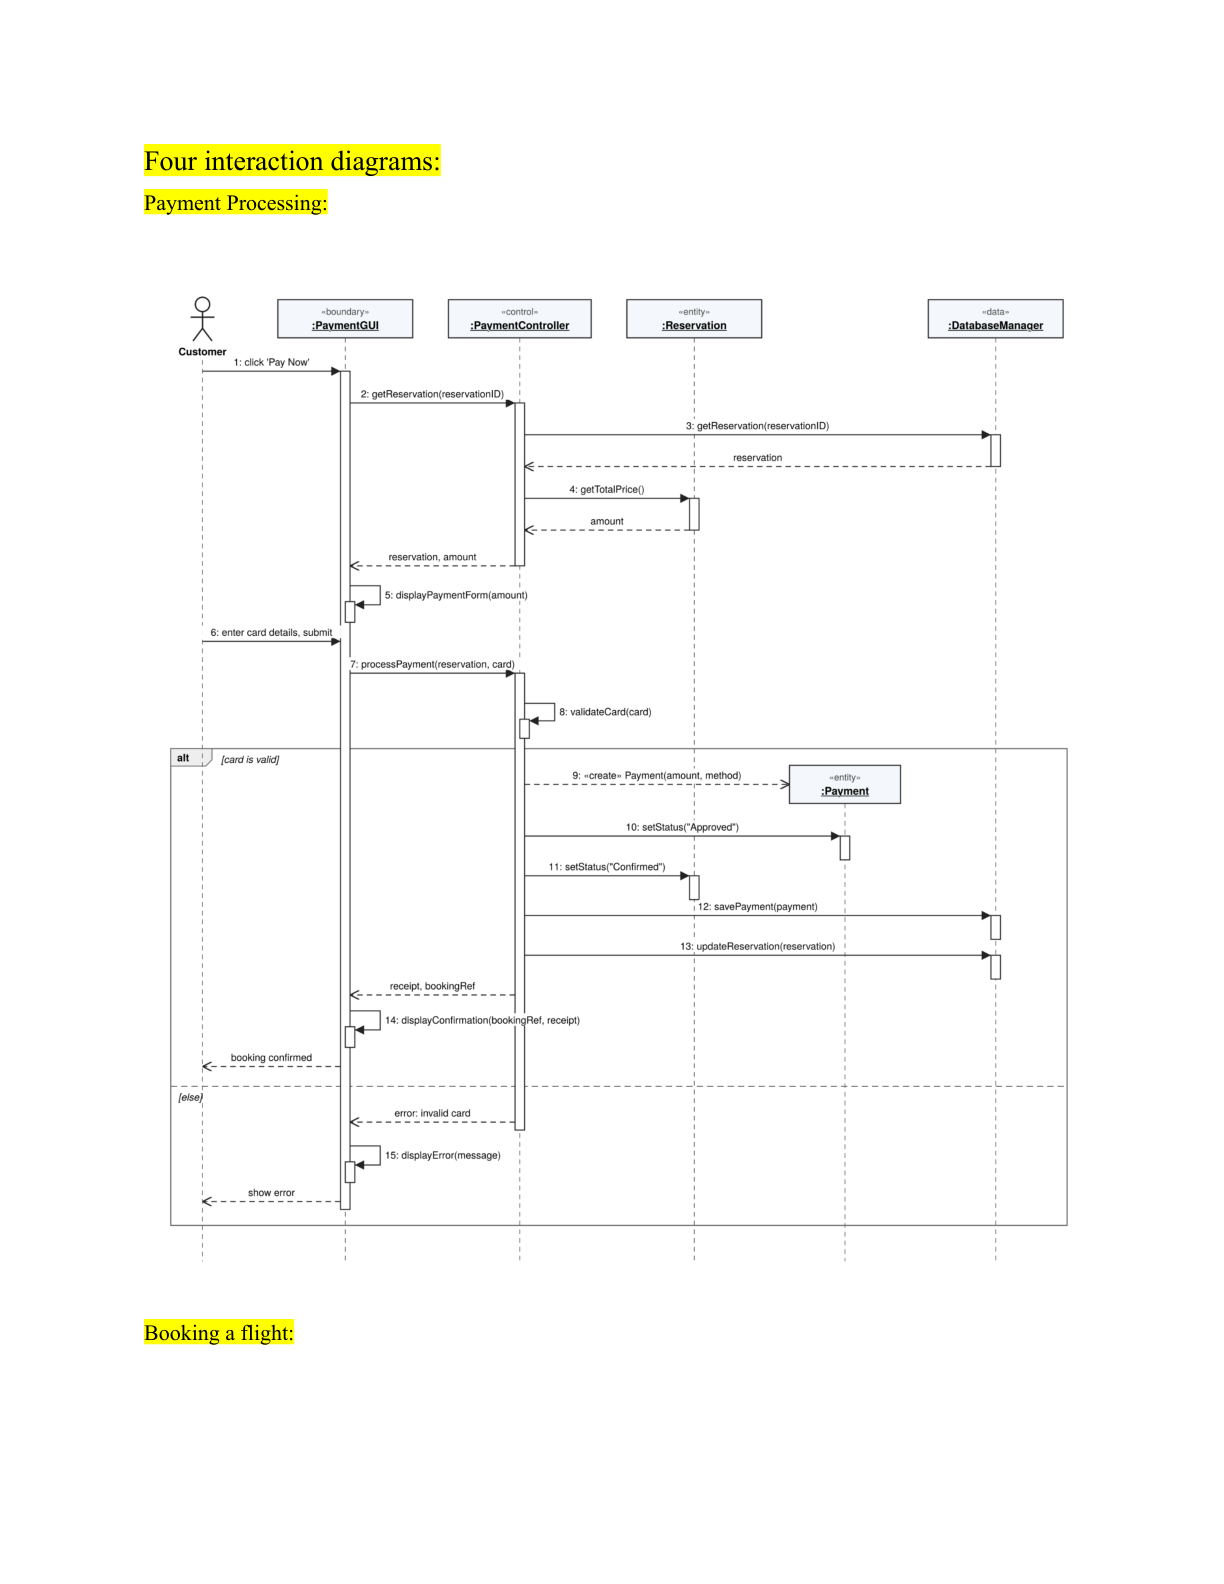 Four interaction diagrams:
Payment Processing:
«boundary»
:PaymentGUI
«control»
:PaymentController
«entity»
:Reservation
«data»
:DatabaseManager
Customer
1: click 'Pay Now'
2: getReservation(reservationID)
3: getReservation(reservationID)
reservation
4: getTotalPrice()
amount
reservation, amount
5: displayPaymentForm(amount)
6: enter card details, submit
7: processPayment(reservation, card)
8: validateCard(card)
alt
[card is valid]
9: «create» Payment(amount, method)
«entity»
:Payment
10: setStatus("Approved")
11: setStatus("Confirmed")
12: savePayment(payment)
13: updateReservation(reservation)
receipt, bookingRef
14: displayConfirmation(bookingRef, receipt)
booking confirmed
[else]
error: invalid card
15: displayError(message)
show error
Booking a flight: